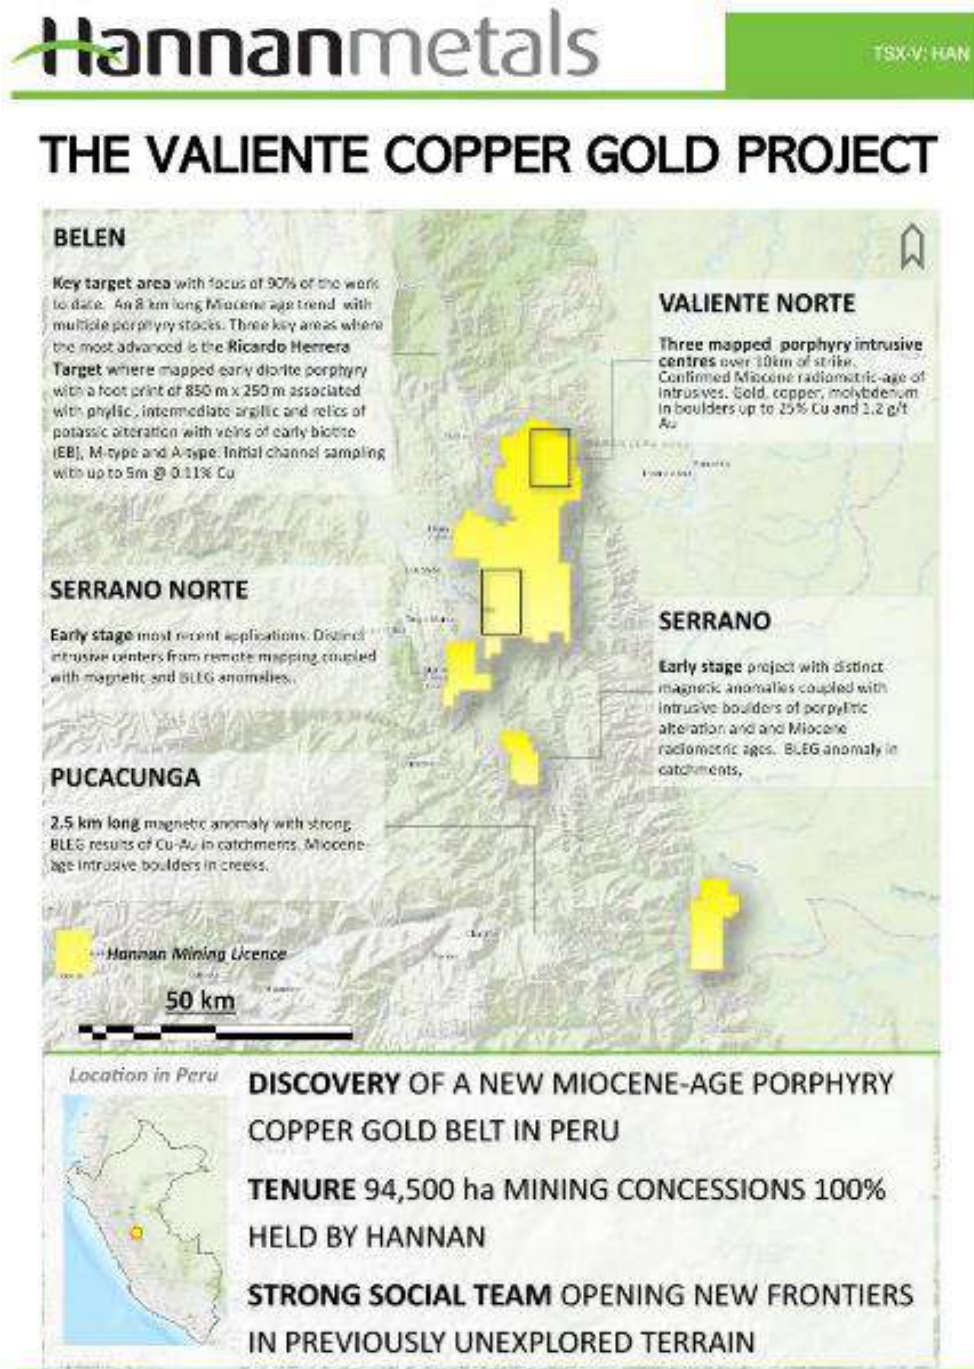 Hannanmetals
TSX-V: HAN
THE VALIENTE COPPER GOLD PROJECT
BELEN
Key target area with focus of 90% of the work
to date. An 8 km long Miocene age trend with
multiple porphyry stocks. Three key areas where
the most advanced is the Ricardo Herrera
Target where mapped early diorite porphyry
with a foot print of 850 m x 250 m associated
with phyllic, intermediate argillic and relics of
potassic alteration with veins of early biotite
(EB), M-type and A-type. Initial channel sampling
with up to 5m @ 0.11% Cu
VALIENTE NORTE
Three mapped porphyry intrusive
centres over 10km of strike.
Confirmed Miocene radiometric-age of
intrusives. Gold, copper, molybdenum
in boulders up to 25% Cu and 1.2 g/t
Au
SERRANO NORTE
Early stage most recent applications. Distinct
intrusive centers from remote mapping coupled
with magnetic and BLEG anomalies..
SERRANO
Early stage project with distinct
magnetic anomalies coupled with
intrusive boulders of porpylitic
alteration and and Miocene
radiometric ages. BLEG anomaly in
catchments,
PUCACUNGA
2.5 km long magnetic anomaly with strong
BLEG results of Cu-Au in catchments. Miocene-
age intrusive boulders in creeks.
Hannan Mining Licence
50 km
Location in Peru
DISCOVERY OF A NEW MIOCENE-AGE PORPHYRY
COPPER GOLD BELT IN PERU
TENURE 94,500 ha MINING CONCESSIONS 100%
HELD BY HANNAN
STRONG SOCIAL TEAM OPENING NEW FRONTIERS
IN PREVIOUSLY UNEXPLORED TERRAIN